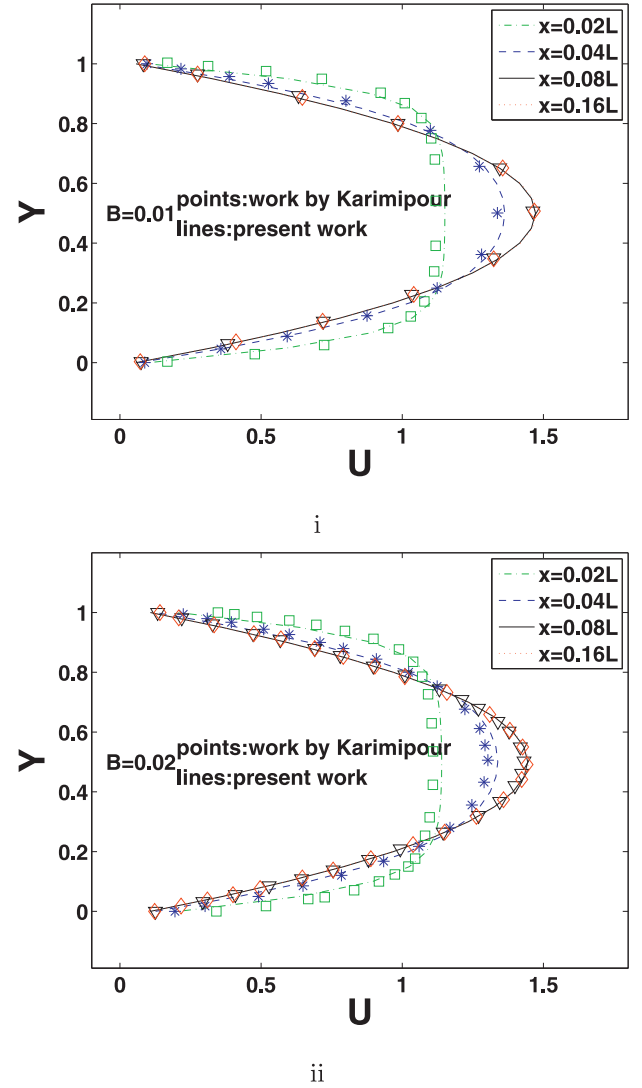 x=0.02L
x=0.04L
x=0.08L
x=0.16L
1
0.8
0.6
0.4
0.2
0
Y
B=0.01
points:work by Karimipour
lines:present work
0 0.5 1 1.5
U
i
x=0.02L
x=0.04L
x=0.08L
x=0.16L
1
0.8
0.6
0.4
0.2
0
Y
B=0.02
points:work by Karimipour
lines:present work
0 0.5 1 1.5
U
ii